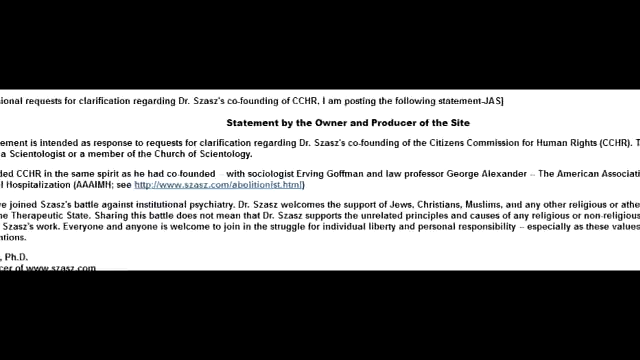 sional requests for clarification regarding Dr. Szasz's co-founding of CCHR, I am posting the following statement-JAS]
Statement by the Owner and Producer of the Site
ement is intended as response to requests for clarification regarding Dr. Szasz's co-founding of the Citizens Commission for Human Rights (CCHR). T
a Scientologist or a member of the Church of Scientology.
ded CCHR in the same spirit as he had co-founded -- with sociologist Erving Goffman and law professor George Alexander -- The American Associati
l Hospitalization (AAAIMH; see http://www.szasz.com/abolitionist.html)
ve joined Szasz's battle against institutional psychiatry. Dr. Szasz welcomes the support of Jews, Christians, Muslims, and any other religious or athe
he Therapeutic State. Sharing this battle does not mean that Dr. Szasz supports the unrelated principles and causes of any religious or non-religious
Szasz's work. Everyone and anyone is welcome to join in the struggle for individual liberty and personal responsibility -- especially as these values
ntions.
, Ph.D.
cer of www.szasz.com